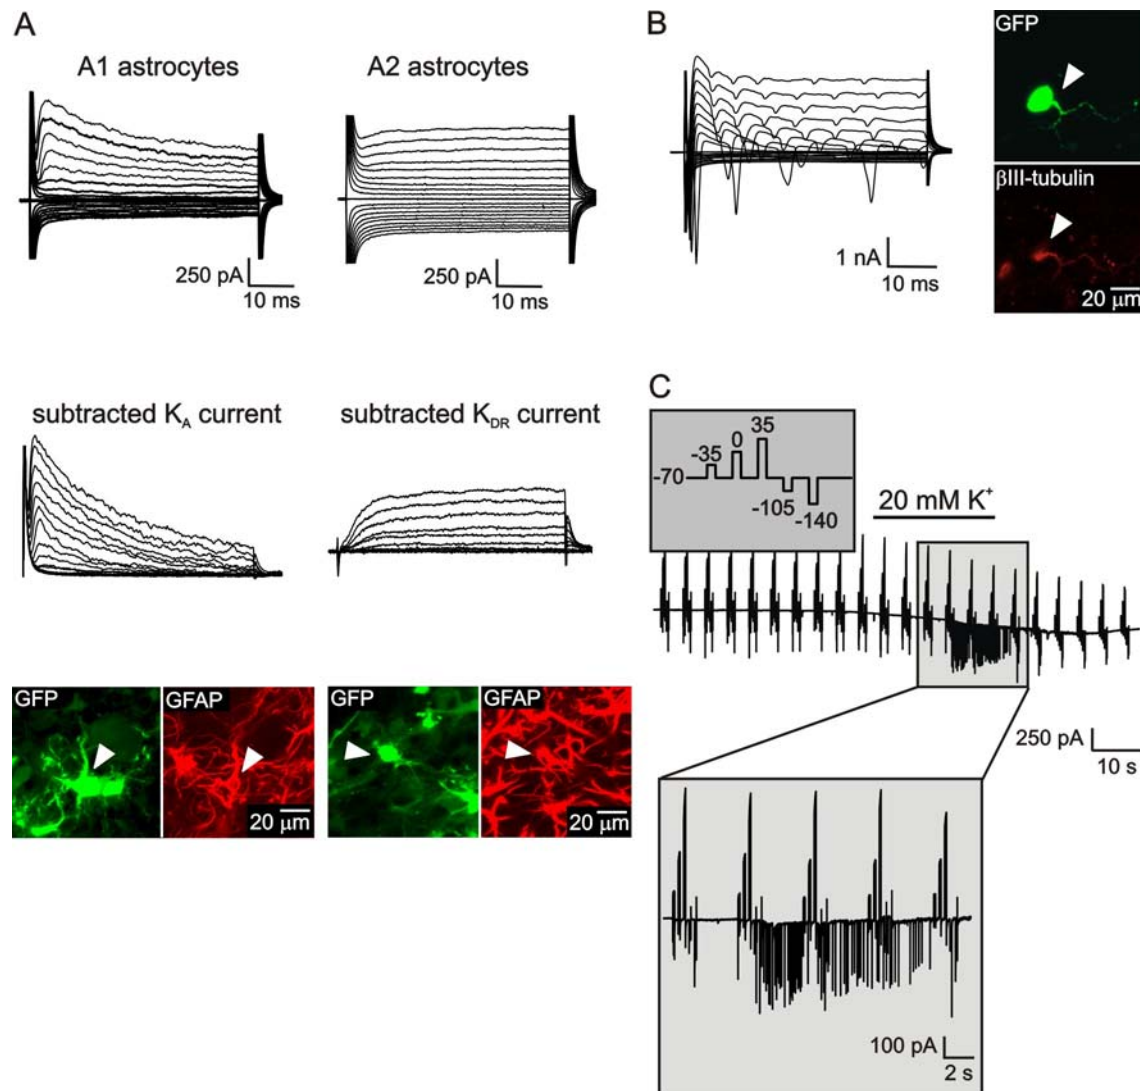 A
A1 astrocytes
A2 astrocytes
250 pA
10 ms
250 pA
10 ms
subtracted K_A current
subtracted K_DR current
GFP
GFAP
20 μm
GFP
GFAP
20 μm
B
1 nA
10 ms
GFP
βIII-tubulin
20 μm
C
-70
-35
0
35
-105
-140
20 mM K⁺
250 pA
10 s
100 pA
2 s